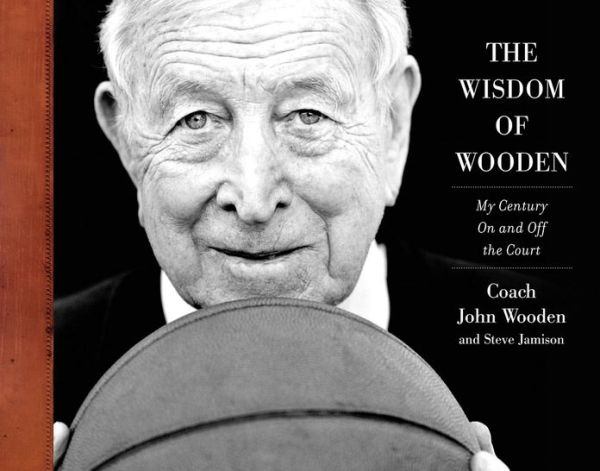 THE
WISDOM
OF
WOODEN
My Century
On and Off
the Court
Coach
John Wooden
and Steve Jamison